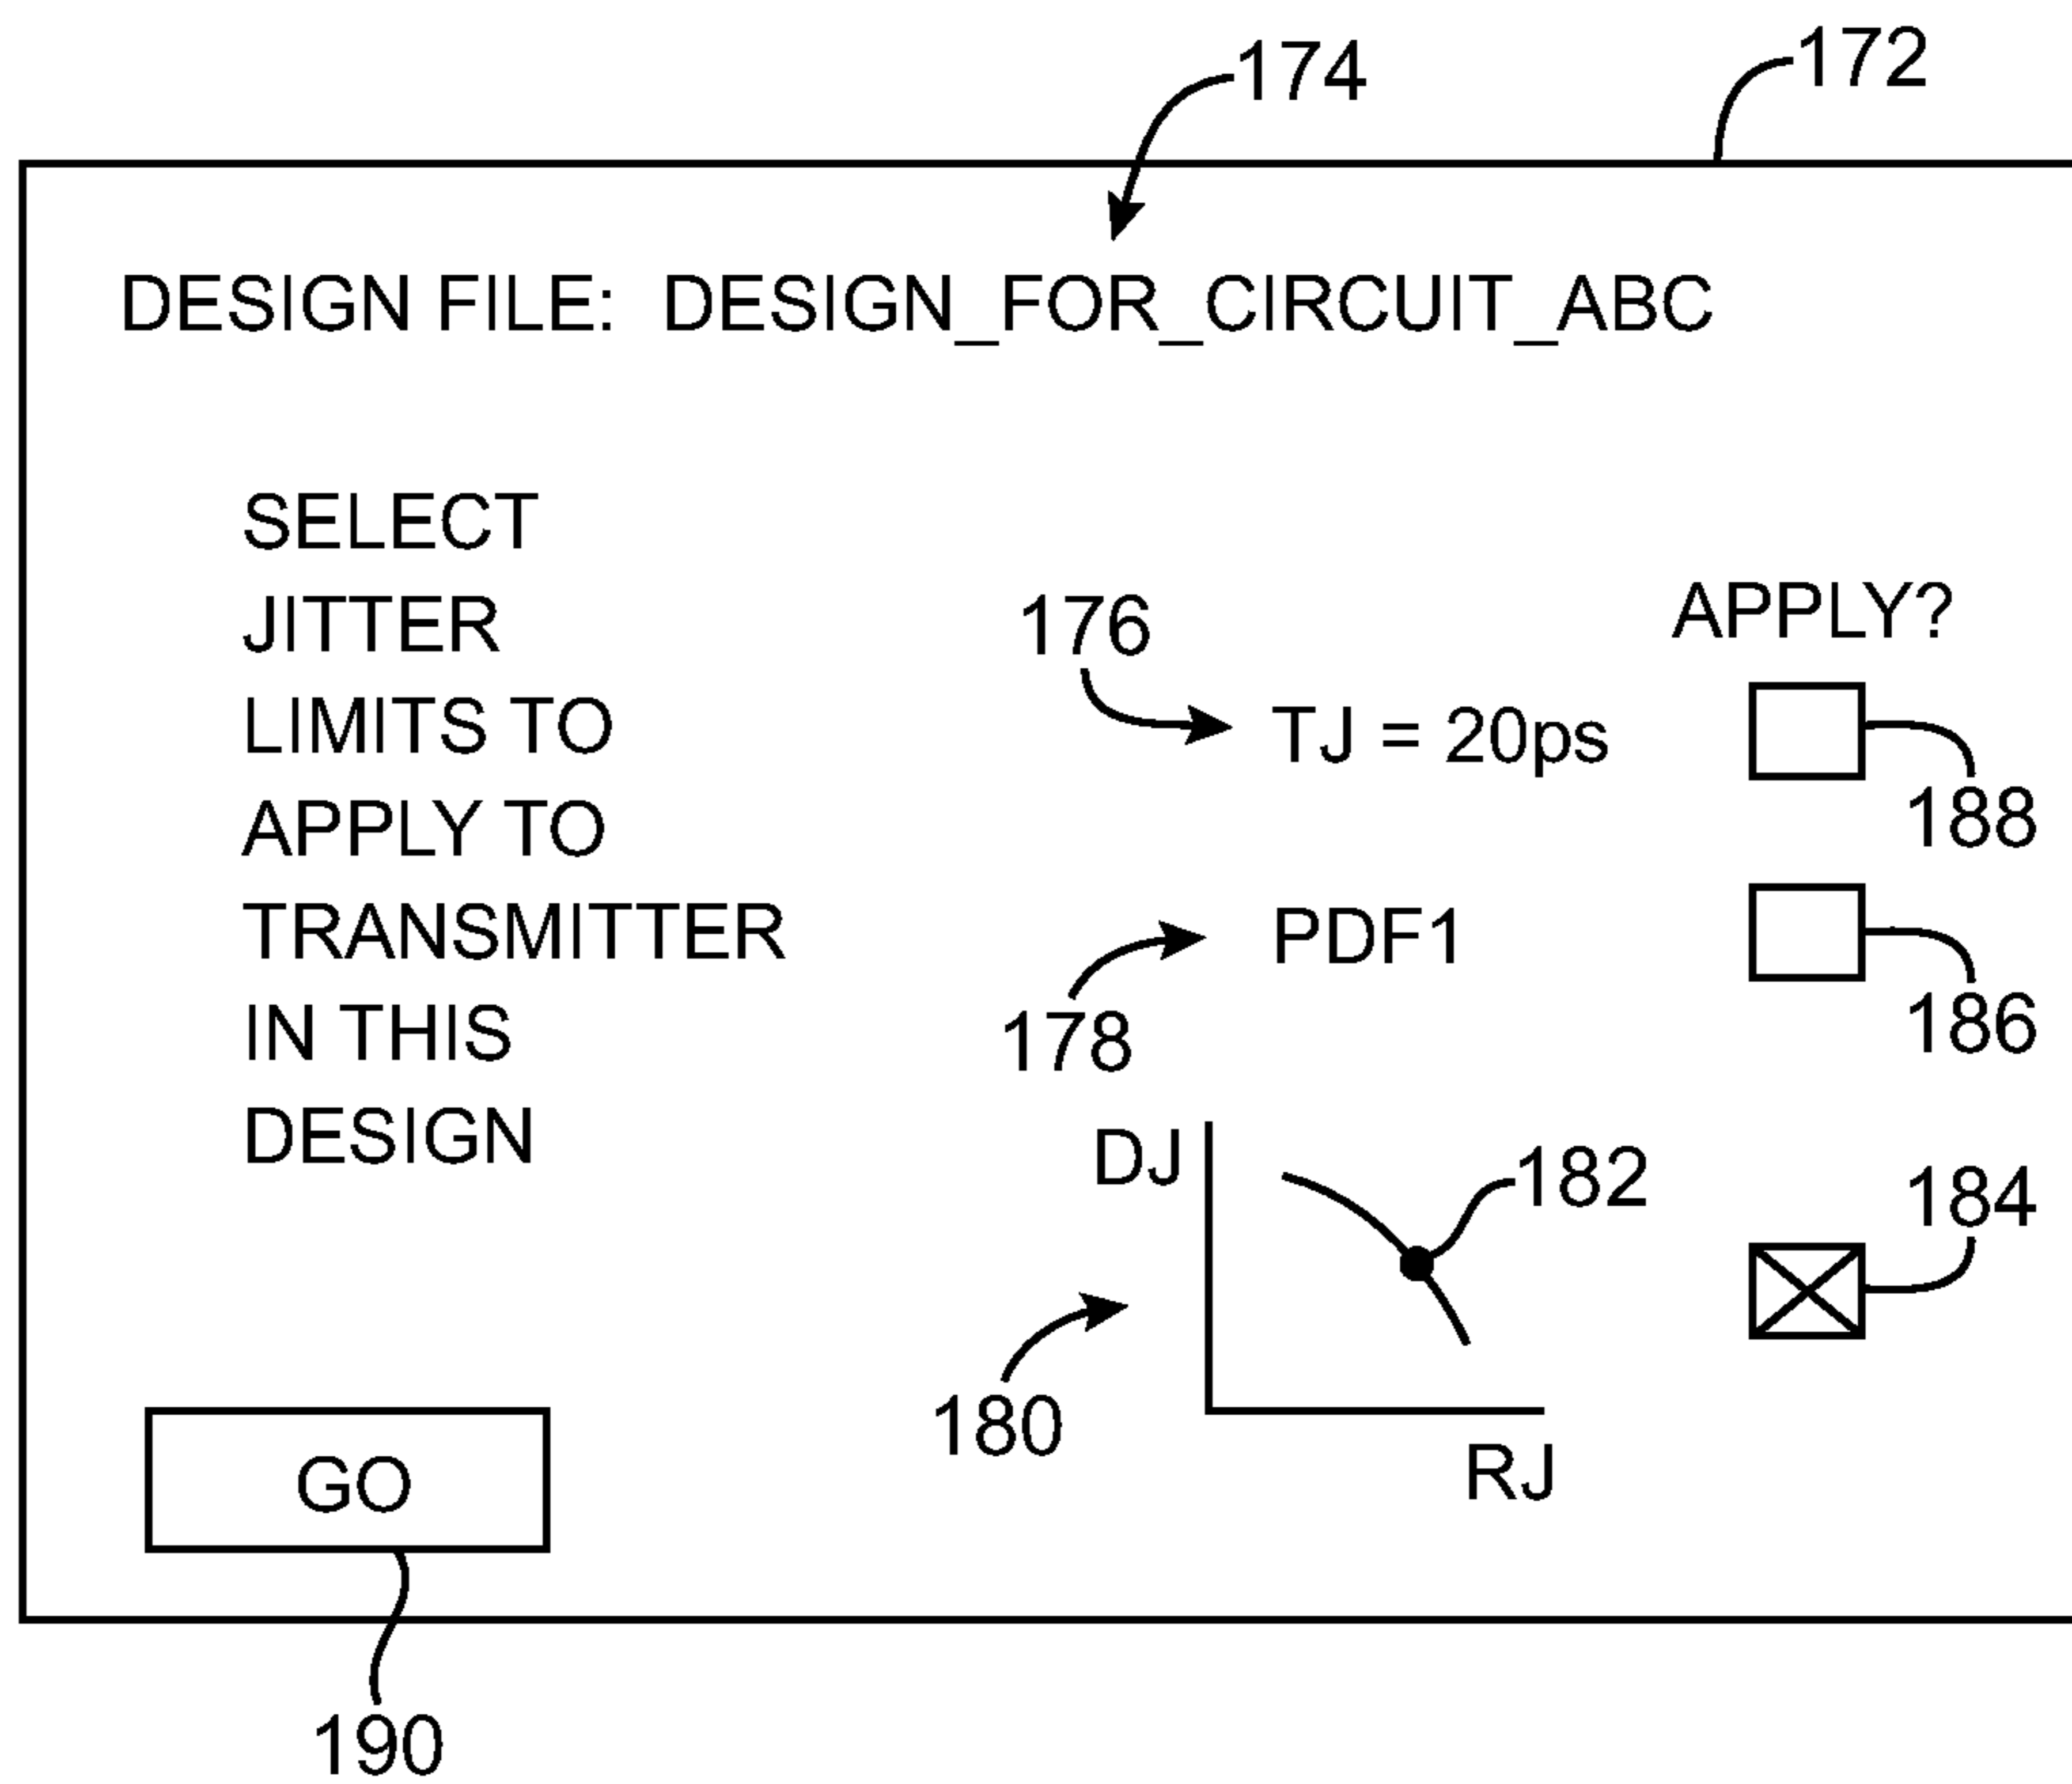 174
172
DESIGN FILE: DESIGN_FOR_CIRCUIT_ABC
SELECT
JITTER
LIMITS TO
APPLY TO
TRANSMITTER
IN THIS
DESIGN
APPLY?
176
TJ = 20ps
188
PDF1
178
186
DJ
182
184
180
RJ
GO
190